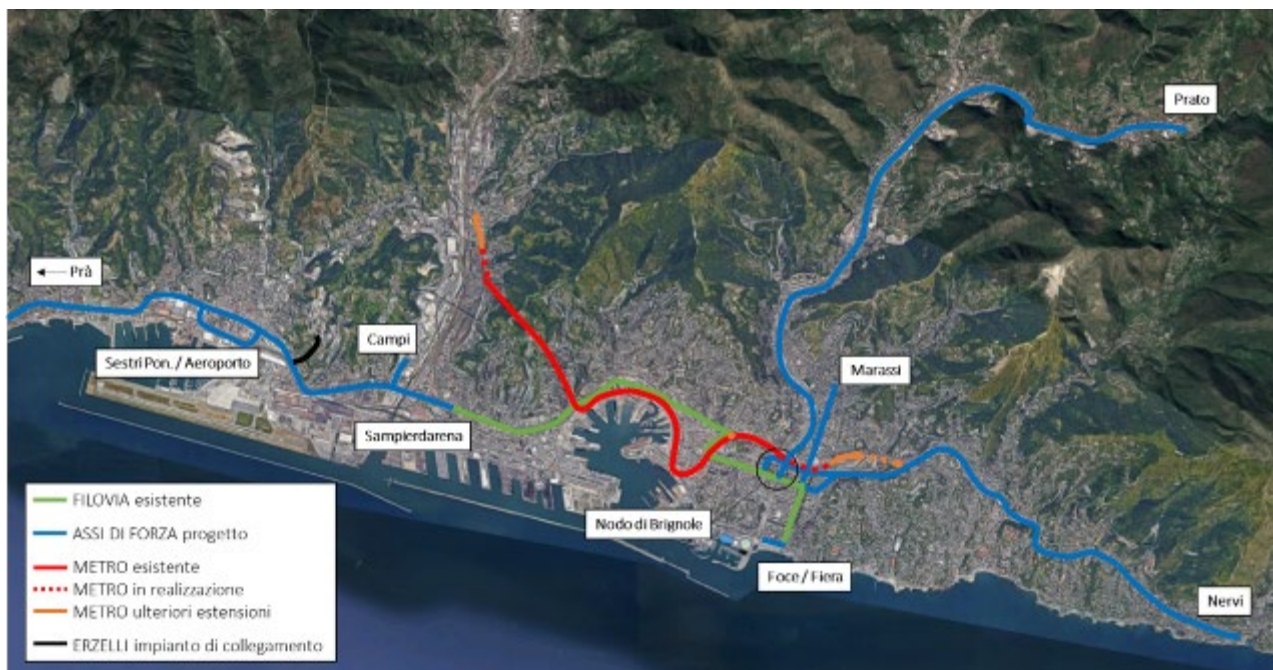 Prato
← Prà
Campi
Sestri Pon. / Aeroporto
Marassi
Sampierdarena
Nodo di Brignole
Foce / Fiera
Nervi
FILOVIA esistente
ASSI DI FORZA progetto
METRO esistente
METRO in realizzazione
METRO ulteriori estensioni
ERZELLI impianto di collegamento